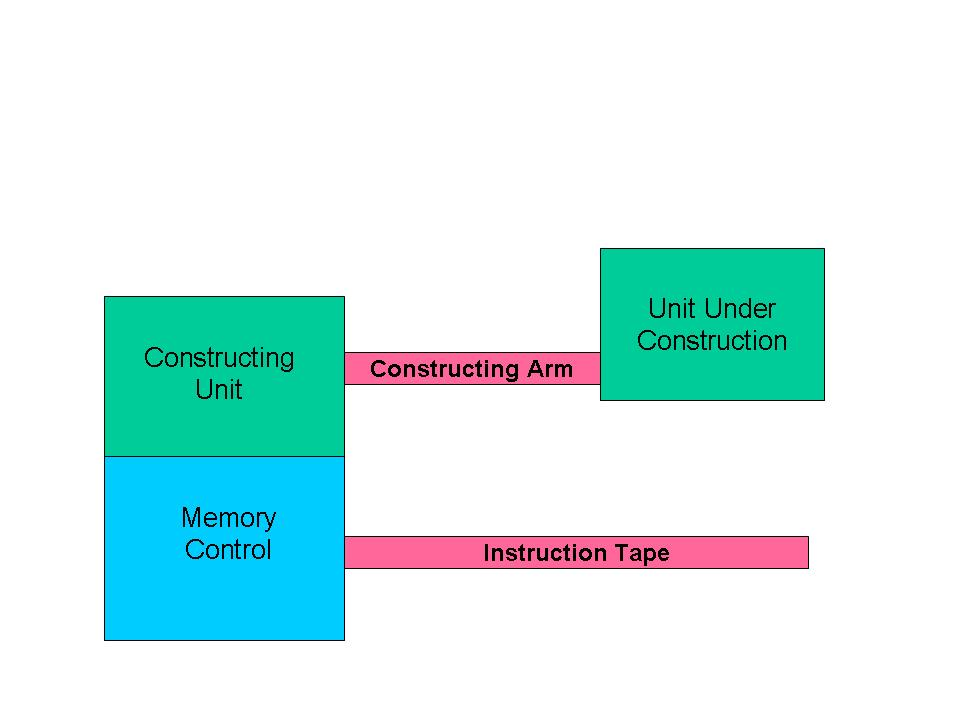 Unit Under
Construction
Constructing
Unit
Constructing Arm
Memory
Control
Instruction Tape